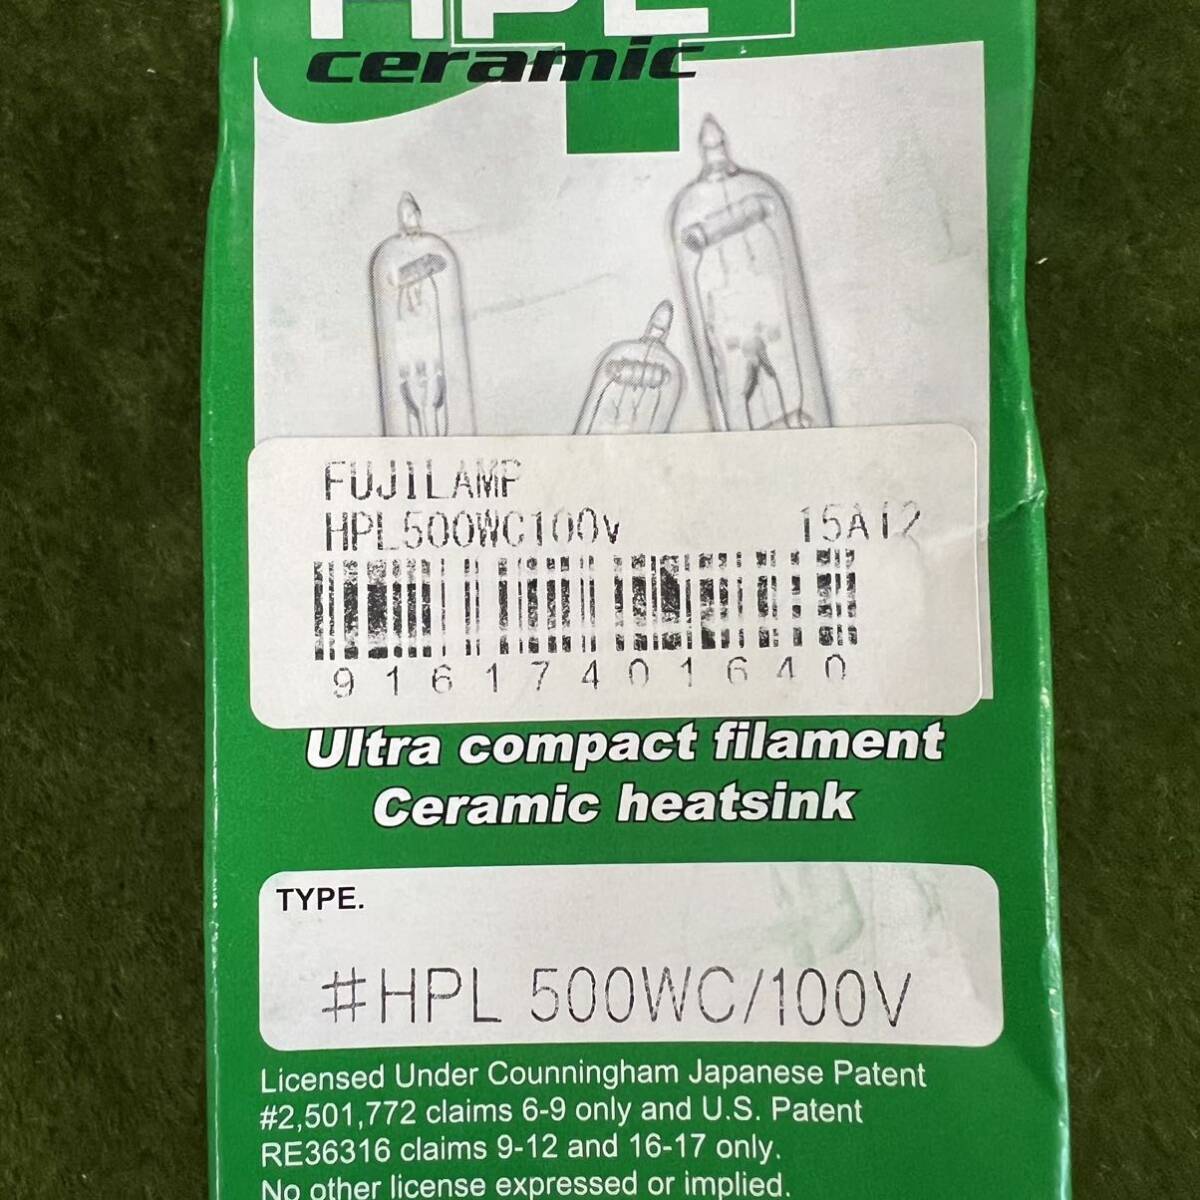 HPL
ceramic
FUJILAMP
HPL500WC100v 15A12
91617401640
Ultra compact filament
Ceramic heatsink
TYPE.
#HPL 500WC/100V
Licensed Under Counningham Japanese Patent
#2,501,772 claims 6-9 only and U.S. Patent
RE36316 claims 9-12 and 16-17 only.
No other license expressed or implied.